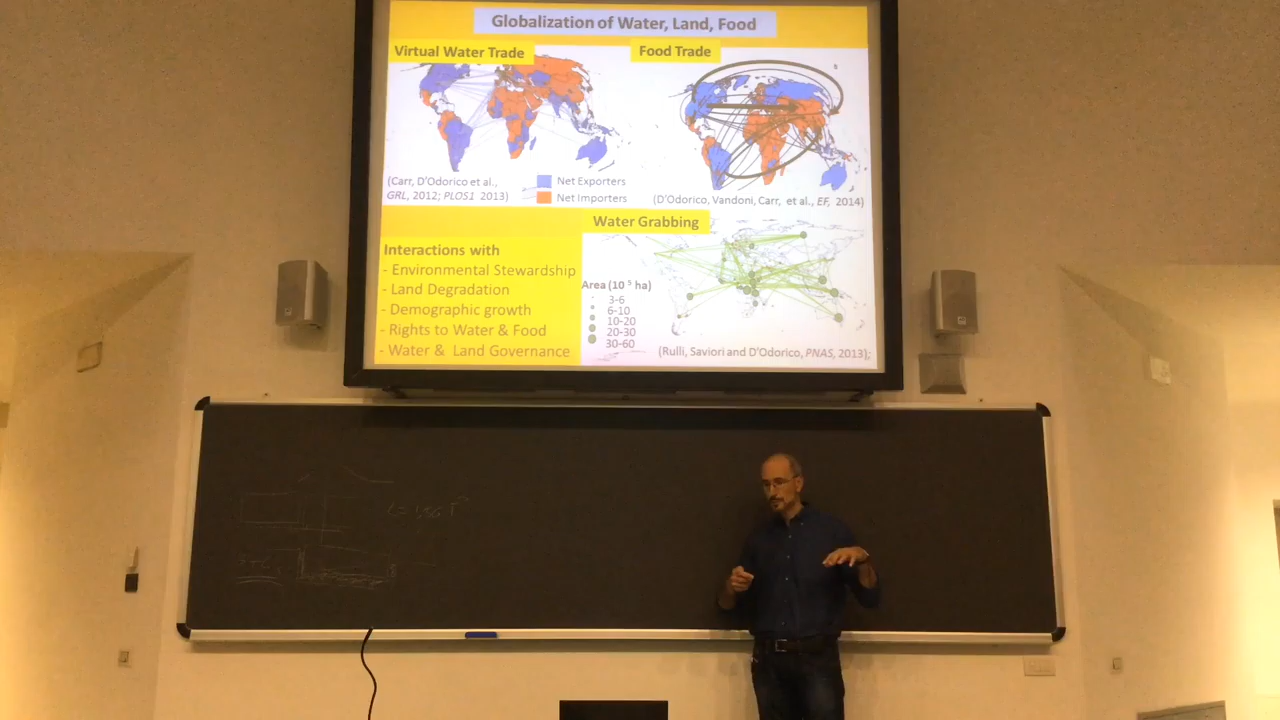 Globalization of Water, Land, Food
Virtual Water Trade
Food Trade
(Carr, D'Odorico et al.,
GRL, 2012; PLOS1 2013)
Net Exporters
Net Importers
(D'Odorico, Vandoni, Carr, et al., EF, 2014)
Water Grabbing
Interactions with
- Environmental Stewardship
- Land Degradation
- Demographic growth
- Rights to Water & Food
- Water & Land Governance
Area (10 5 ha)
3-6
6-10
10-20
20-30
30-60
(Rulli, Saviori and D'Odorico, PNAS, 2013);